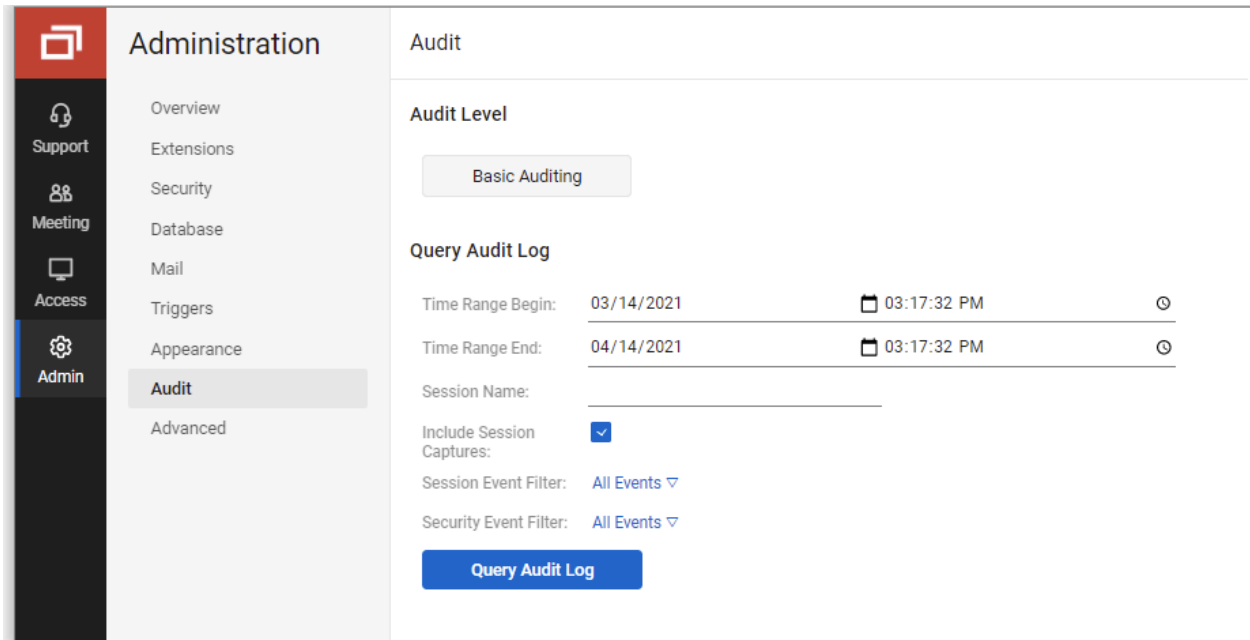 Support
Meeting
Access
Admin
Administration
Overview
Extensions
Security
Database
Mail
Triggers
Appearance
Audit
Advanced
Audit
Audit Level
Basic Auditing
Query Audit Log
Time Range Begin: 03/14/2021 03:17:32 PM
Time Range End: 04/14/2021 03:17:32 PM
Session Name:
Include Session
Captures:
Session Event Filter: All Events
Security Event Filter: All Events
Query Audit Log